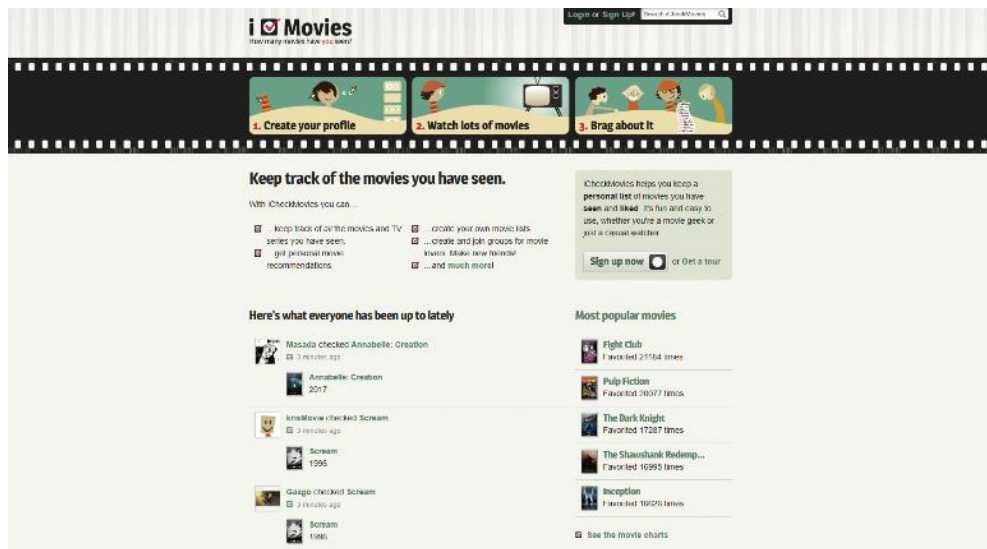 i Movies
How many movies have you seen?
Login or Sign Up!
Search iCheckMovies
1. Create your profile
2. Watch lots of movies
3. Brag about it
Keep track of the movies you have seen.
With iCheckMovies you can…
...keep track of all the movies and TV
series you have seen.
...get personal movie
recommendations.
...create your own movie lists.
...create and join groups for movie
lovers. Make new friends!
...and much more!
iCheckMovies helps you keep a
personal list of movies you have
seen and liked. It's fun and easy to
use, whether you're a movie geek or
just a casual watcher.
Sign up now
or Get a tour
Here's what everyone has been up to lately
Masada checked Annabelle: Creation
3 minutes ago
Annabelle: Creation
2017
krisMovie checked Scream
3 minutes ago
Scream
1996
Gazgo checked Scream
3 minutes ago
Scream
1996
Most popular movies
Fight Club
Favorited 21164 times
Pulp Fiction
Favorited 20077 times
The Dark Knight
Favorited 17287 times
The Shawshank Redemp...
Favorited 16995 times
Inception
Favorited times
See the movie charts